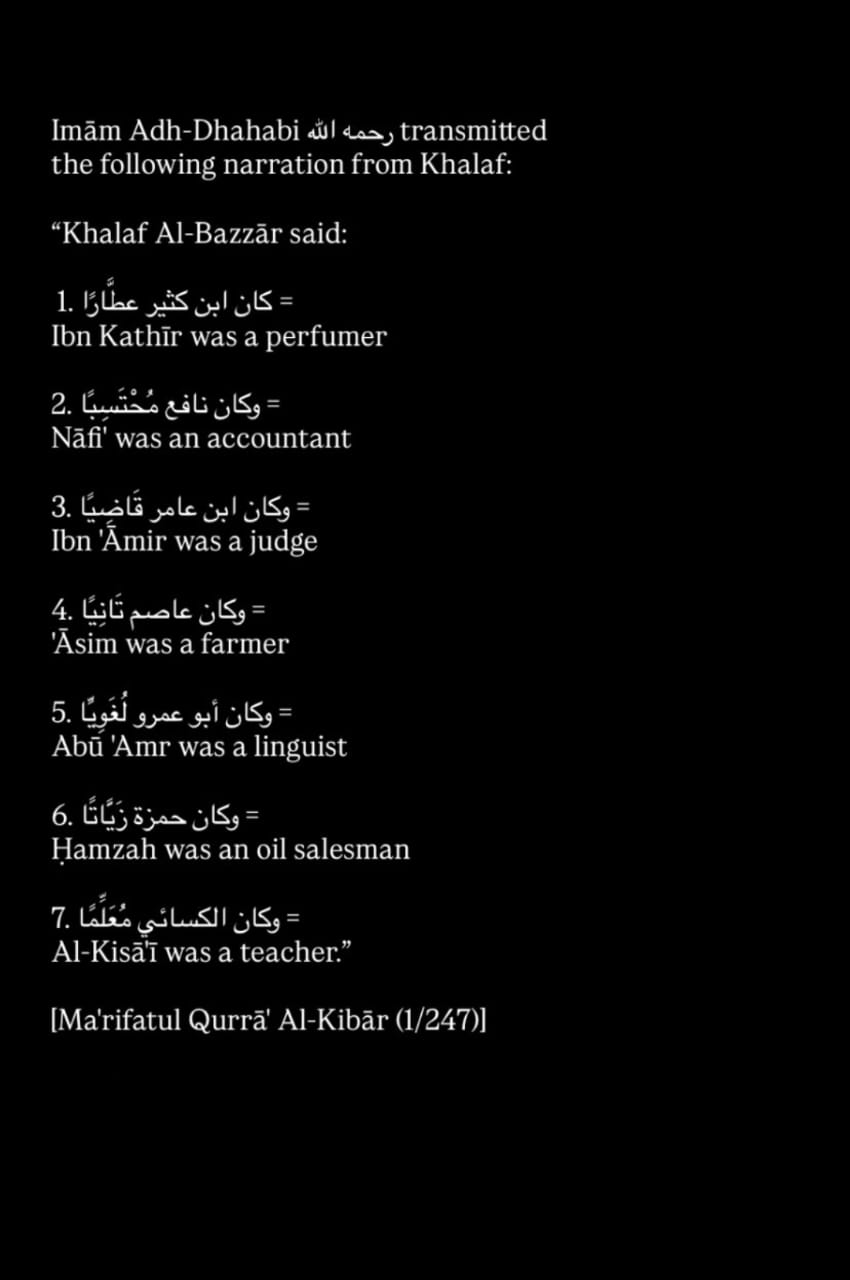 Imām Adh-Dhahabi رحمه الله transmitted
the following narration from Khalaf:
“Khalaf Al-Bazzār said:
1. كان ابن كثير عطَّارًا =
Ibn Kathīr was a perfumer
2. وكان نافع مُحْتَسِبًا =
Nāfi' was an accountant
3. وكان ابن عامر قَاضِيًا =
Ibn 'Āmir was a judge
4. وكان عاصم تَانِيًا =
'Āsim was a farmer
5. وكان أبو عمرو لُغَوِيًّا =
Abū 'Amr was a linguist
6. وكان حمزة زَيَّاتًا =
Ḥamzah was an oil salesman
7. وكان الكسائي مُعَلِّمًا =
Al-Kisā'ī was a teacher.”
[Ma'rifatul Qurrā' Al-Kibār (1/247)]